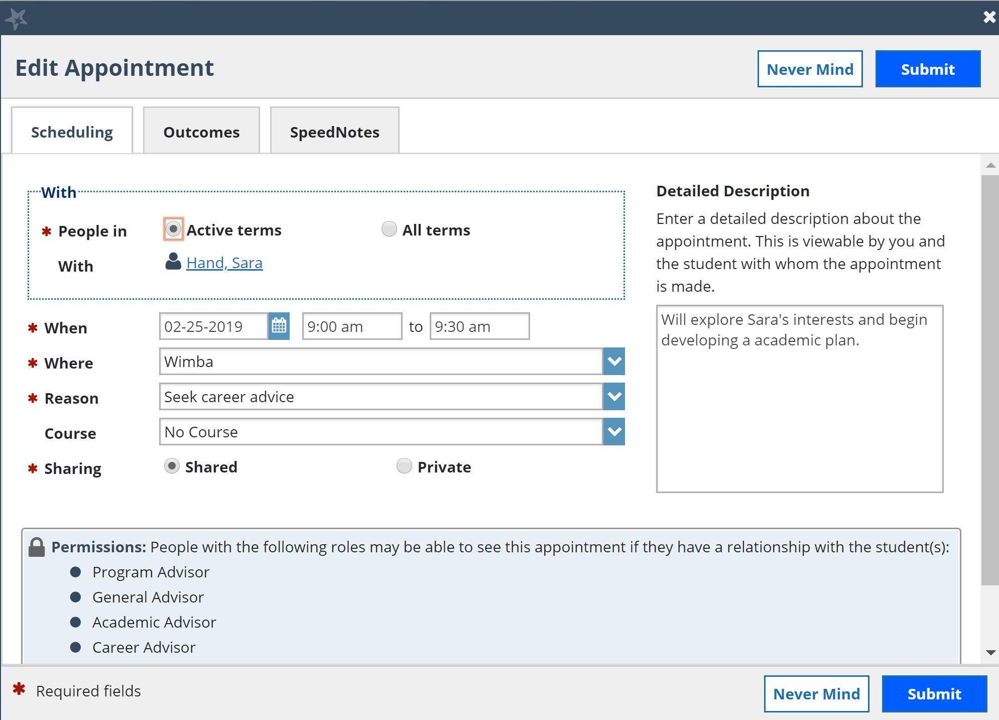 Edit Appointment
Never Mind
Submit
Scheduling
Outcomes
SpeedNotes
With
* People in
Active terms
All terms
With
Hand, Sara
* When
02-25-2019
9:00 am
to
9:30 am
* Where
Wimba
* Reason
Seek career advice
Course
No Course
* Sharing
Shared
Private
Detailed Description
Enter a detailed description about the
appointment. This is viewable by you and
the student with whom the appointment
is made.
Will explore Sara's interests and begin
developing a academic plan.
Permissions: People with the following roles may be able to see this appointment if they have a relationship with the student(s):
Program Advisor
General Advisor
Academic Advisor
Career Advisor
* Required fields
Never Mind
Submit